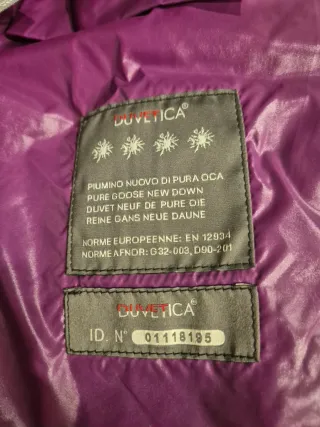 DUVETICA®
PIUMINO NUOVO DI PURA OCA
PURE GOOSE NEW DOWN
DUVET NEUF DE PURE OIE
REINE GANS NEUE DAUNE
NORME EUROPEENNE: EN 12934
NORME AFNOR: G32-003, D90-201
DUVETICA®
ID. N° 01118195